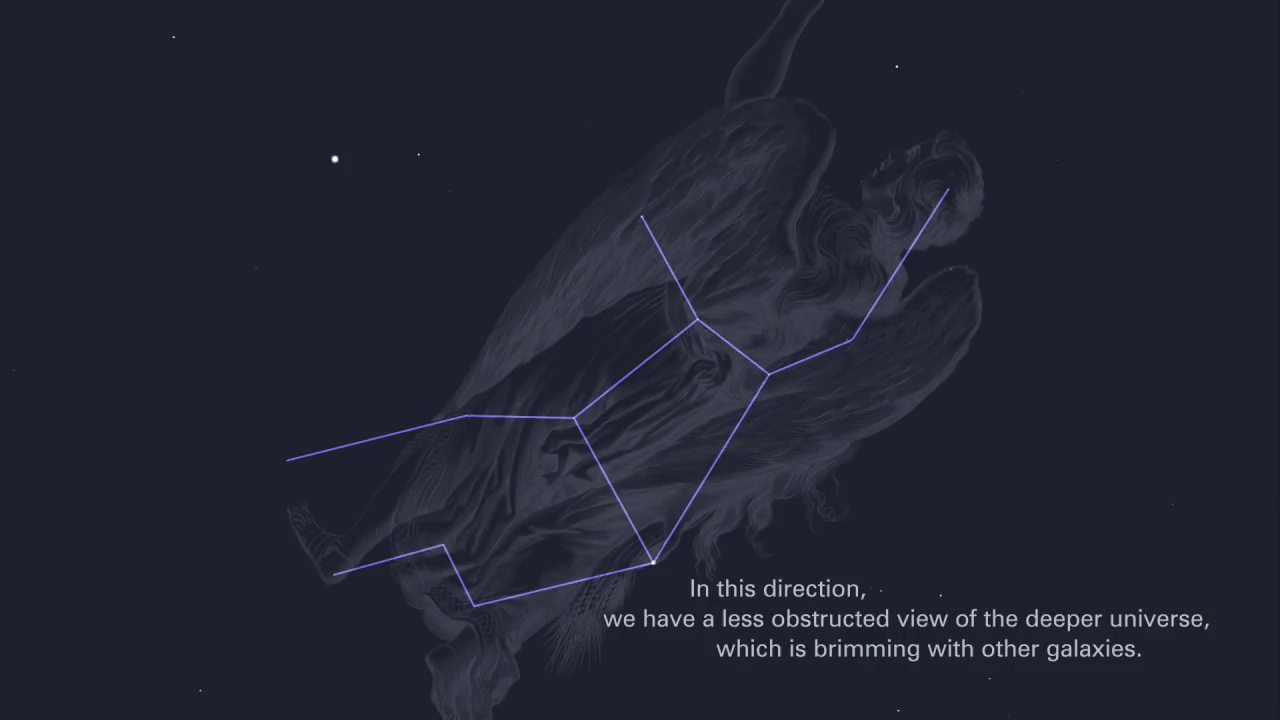 In this direction,
we have a less obstructed view of the deeper universe,
which is brimming with other galaxies.